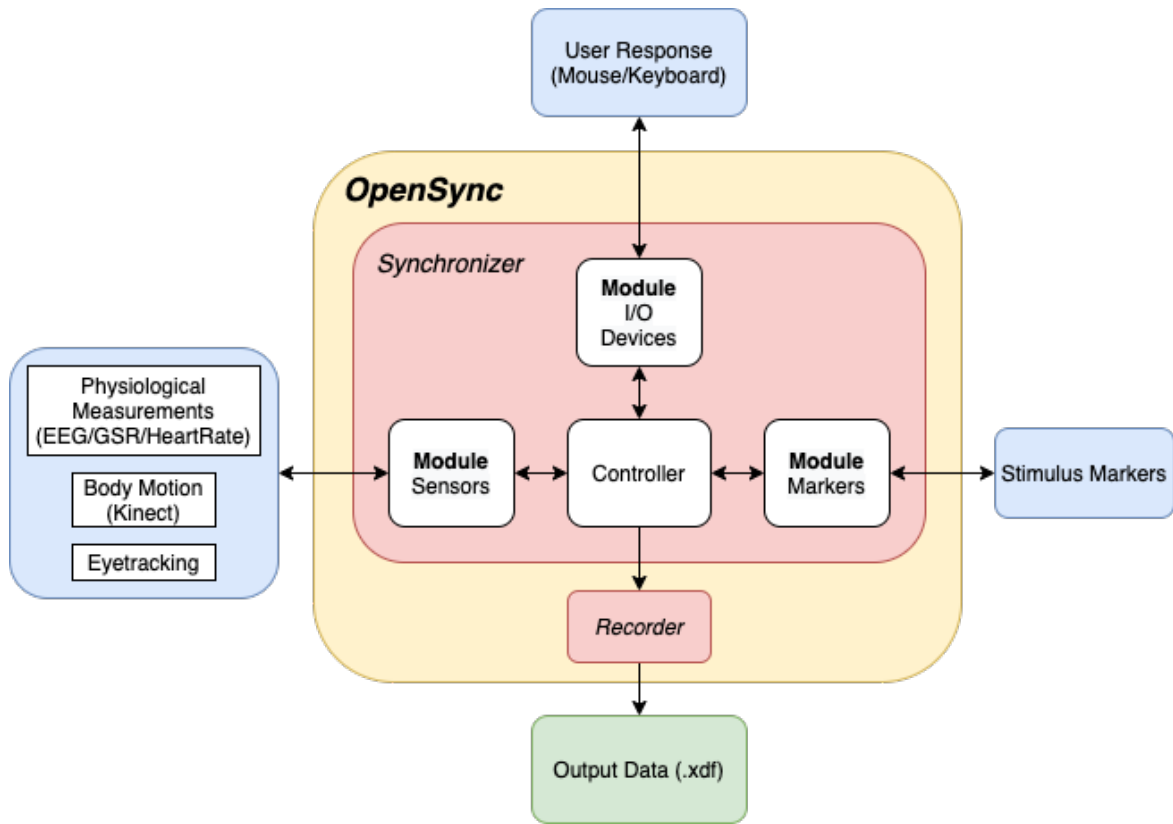 User Response
(Mouse/Keyboard)
OpenSync
Synchronizer
Module
I/O
Devices
Physiological
Measurements
(EEG/GSR/HeartRate)
Body Motion
(Kinect)
Eyetracking
Module
Sensors
Controller
Module
Markers
Stimulus Markers
Recorder
Output Data (.xdf)